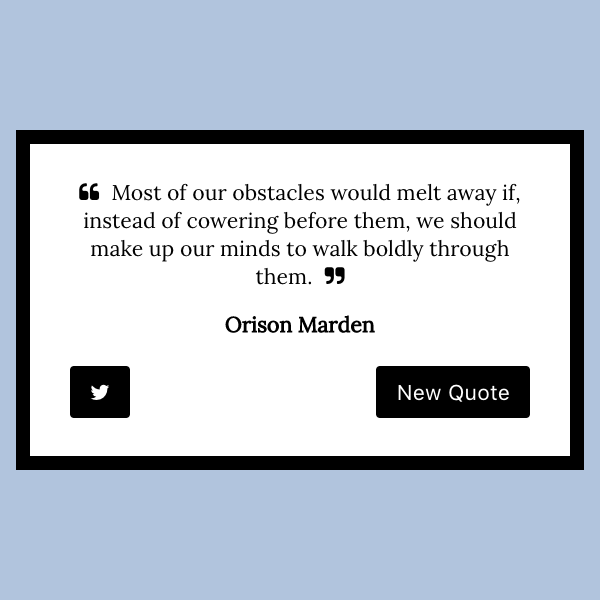 “ Most of our obstacles would melt away if,
instead of cowering before them, we should
make up our minds to walk boldly through
them. ”
Orison Marden
New Quote